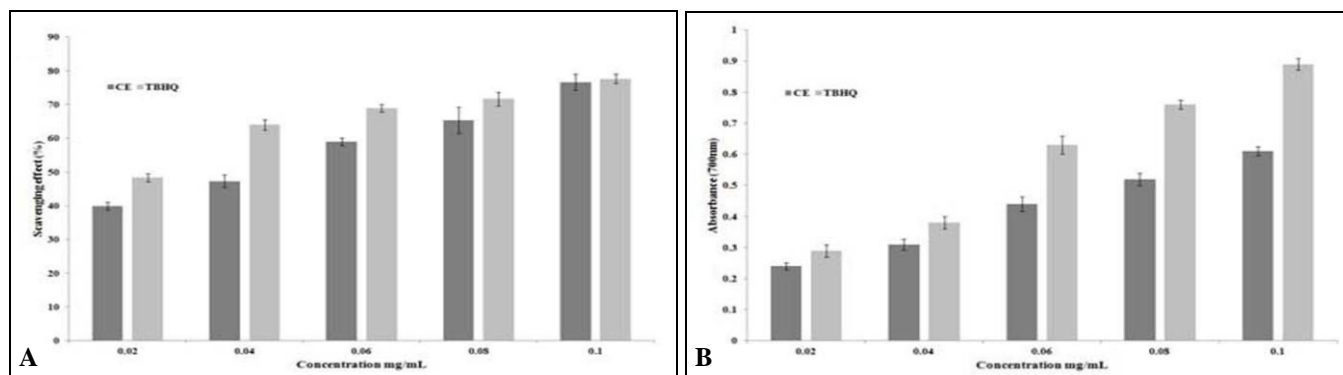 90
80
70
60
50
40
30
20
10
0
Scavenging effect (%)
CE TBHQ
0.02 0.04 0.06 0.08 0.1
Concentration mg/mL
A
1
0.9
0.8
0.7
0.6
0.5
0.4
0.3
0.2
0.1
0
Absorbance (700nm)
CE TBHQ
0.02 0.04 0.06 0.08 0.1
Concentration mg/mL
B